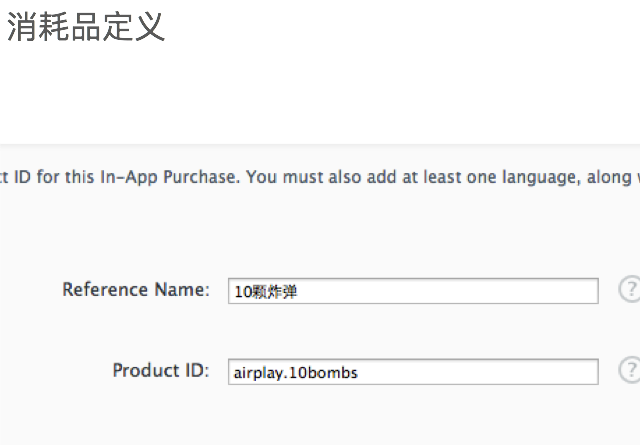 消耗品定义
ct ID for this In-App Purchase. You must also add at least one language, along
Reference Name: 10颗炸弹 ?
Product ID: airplay.10bombs ?